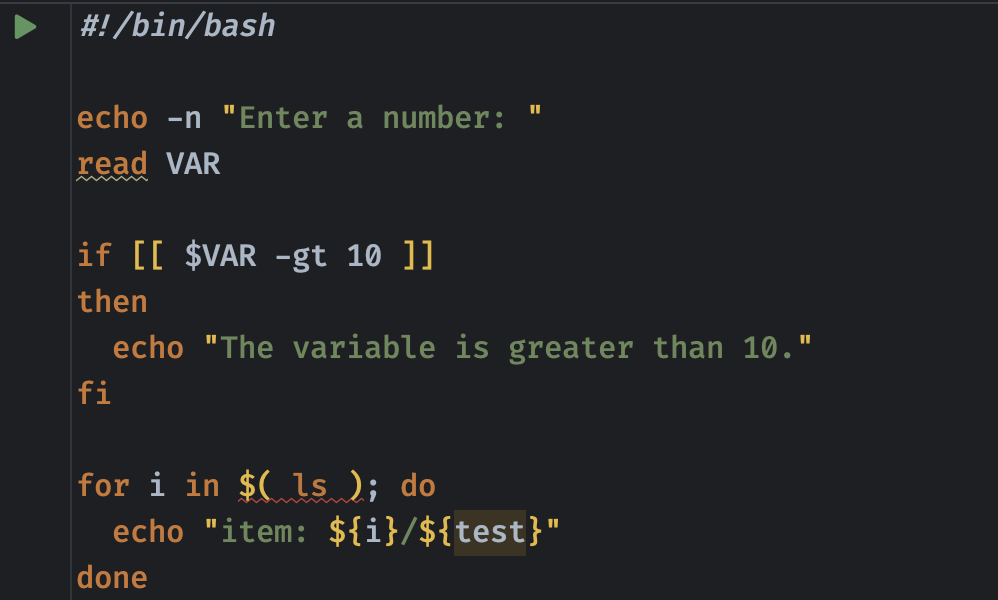 #!/bin/bash
echo -n "Enter a number: "
read VAR
if [[ $VAR -gt 10 ]]
then
echo "The variable is greater than 10."
fi
for i in $( ls ); do
echo "item: ${i}/${test}"
done